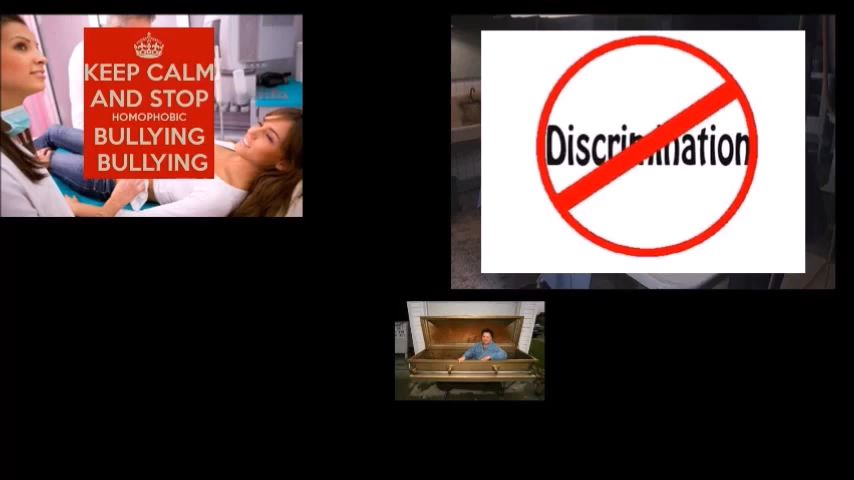 KEEP CALM
AND STOP
HOMOPHOBIC
BULLYING
BULLYING
Discrimination